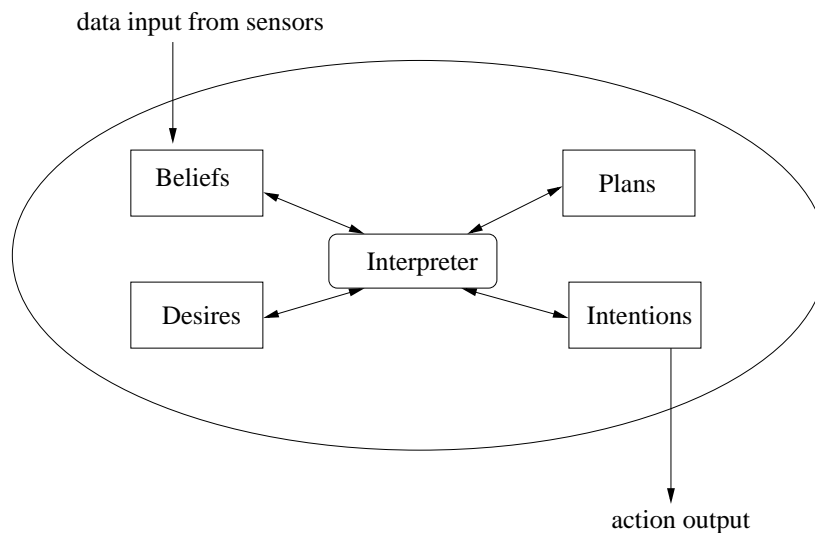 data input from sensors
Beliefs
Plans
Interpreter
Desires
Intentions
action output